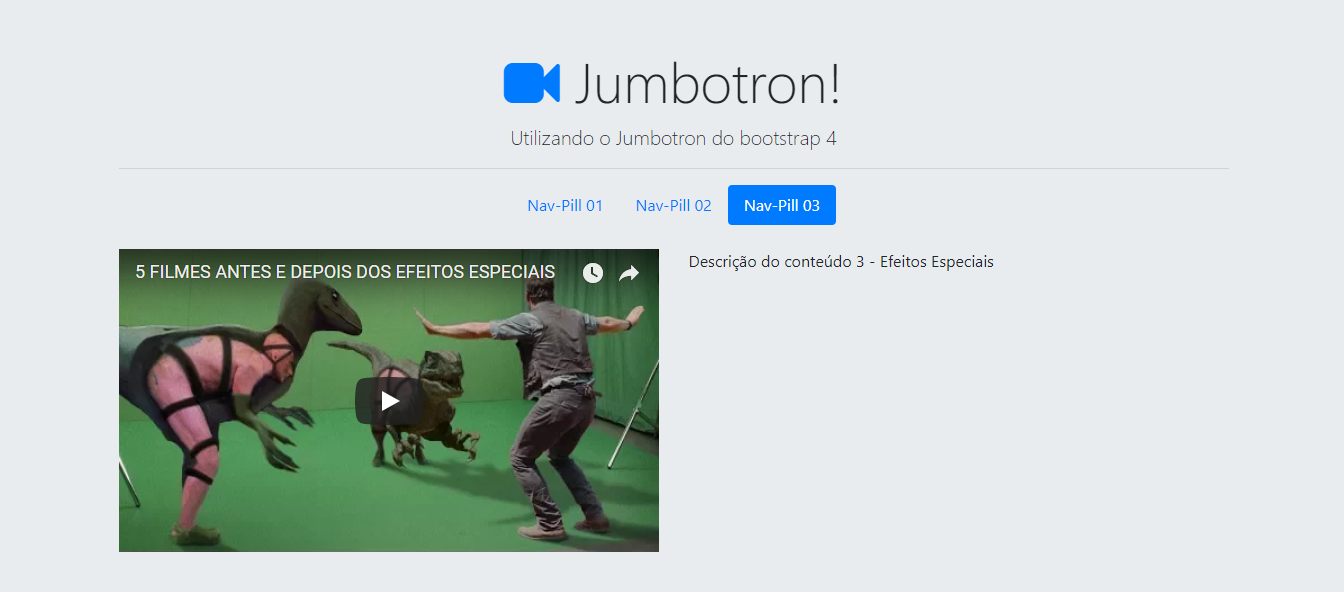 Jumbotron!
Utilizando o Jumbotron do bootstrap 4
Nav-Pill 01 Nav-Pill 02 Nav-Pill 03
5 FILMES ANTES E DEPOIS DOS EFEITOS ESPECIAIS
Descrição do conteúdo 3 - Efeitos Especiais